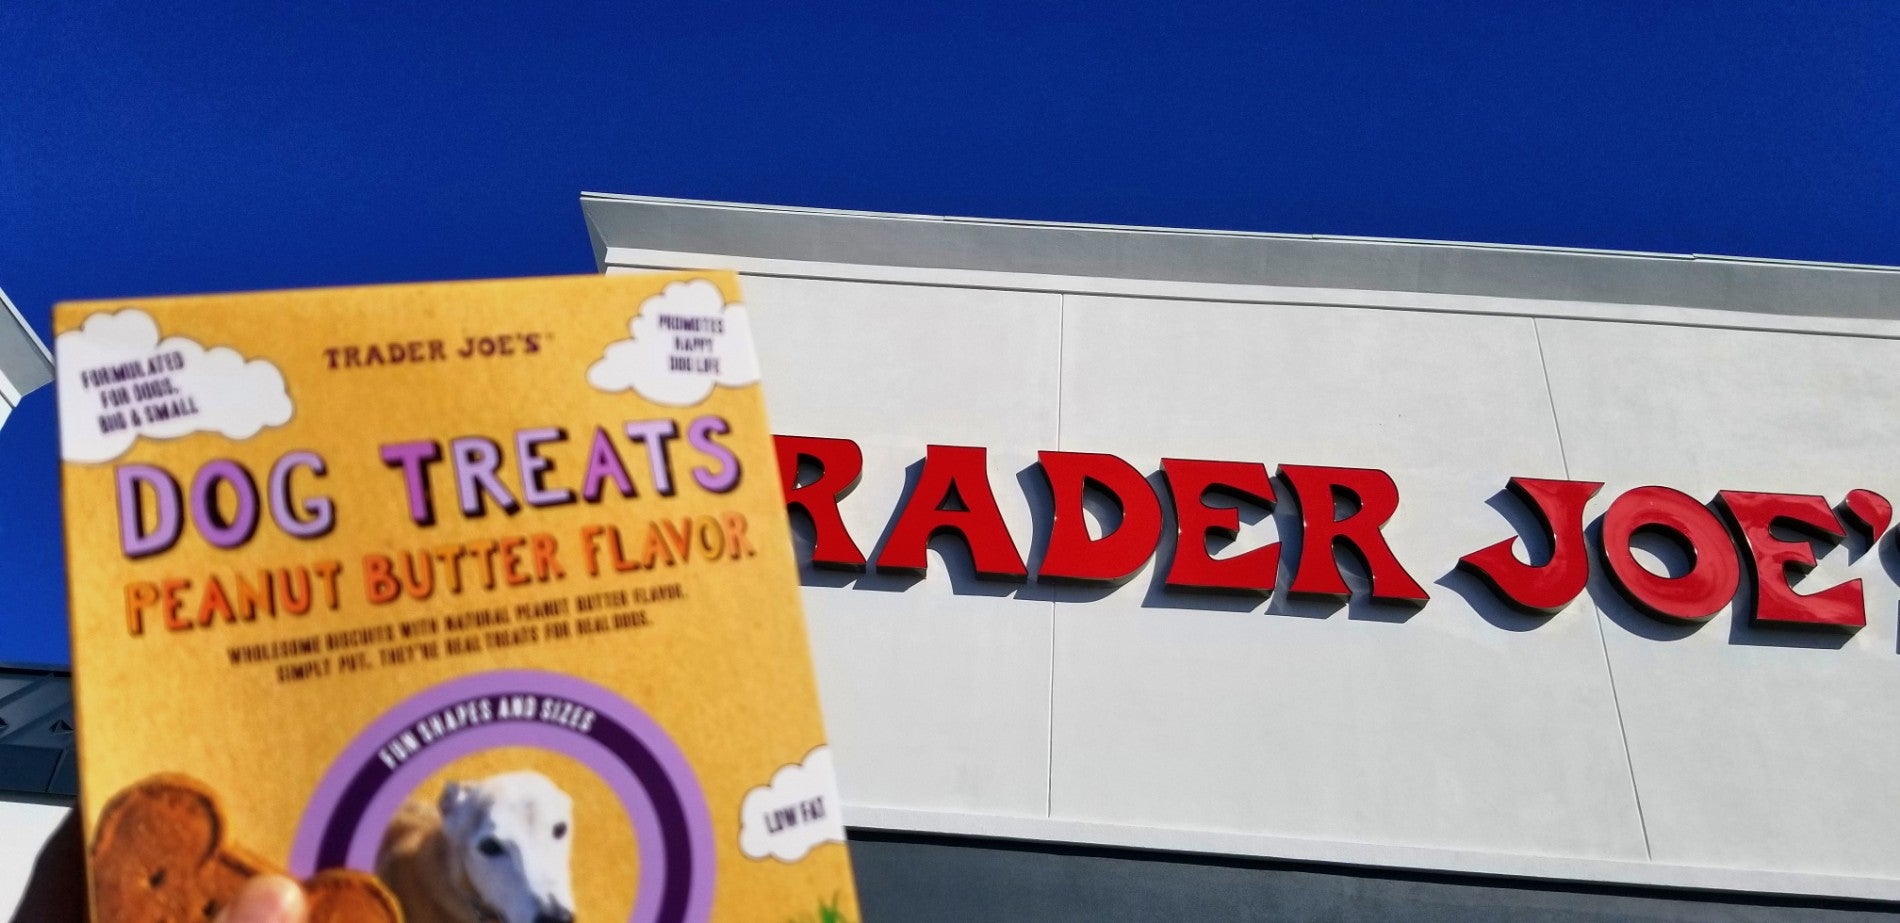 TRADER JOE'S™
FORMULATED
FOR DOGS,
BIG & SMALL
PROMOTES
HAPPY
DOG LIFE
DOG TREATS
PEANUT BUTTER FLAVOR
WHOLESOME BISCUITS WITH NATURAL PEANUT BUTTER FLAVOR.
SIMPLY PUT, THEY'RE REAL TREATS FOR REAL DOGS.
FUN SHAPES AND SIZES
LOW FAT
RADER JOE'